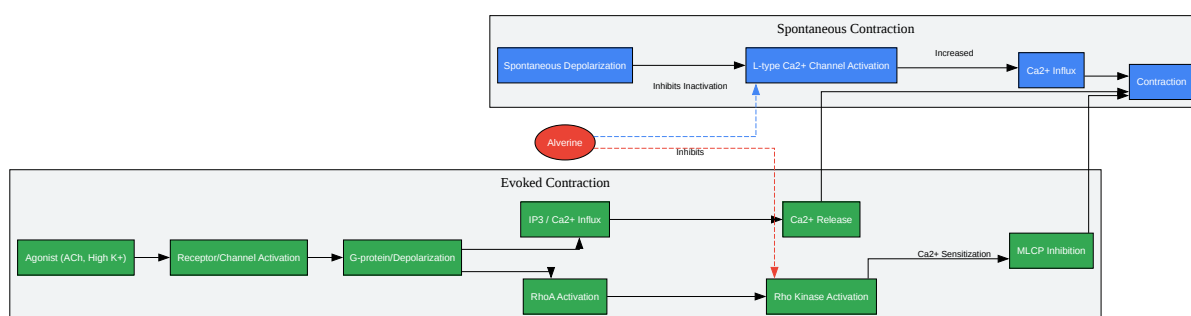 Spontaneous Contraction
Spontaneous Depolarization
Inhibits Inactivation
L-type Ca2+ Channel Activation
Increased
Ca2+ Influx
Contraction
Alverine
Inhibits
Evoked Contraction
Agonist (ACh, High K+)
Receptor/Channel Activation
G-protein/Depolarization
IP3 / Ca2+ Influx
Ca2+ Release
RhoA Activation
Rho Kinase Activation
Ca2+ Sensitization
MLCP Inhibition